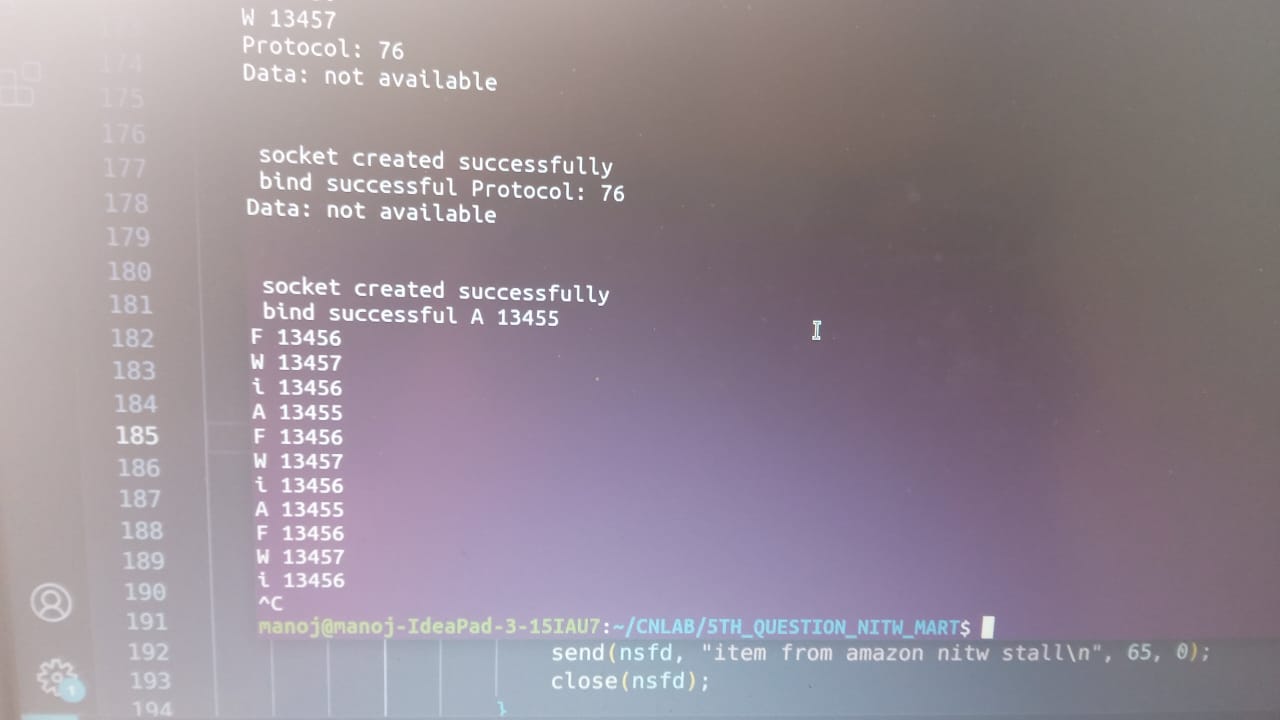 173
W 13457
Protocol: 76
174
Data: not available
175
176
socket created successfully
177
bind successful Protocol: 76
178
Data: not available
179
180
socket created successfully
181
bind successful A 13455
182
F 13456
183
W 13457
i 13456
184
A 13455
185
F 13456
186
W 13457
i 13456
187
A 13455
188
F 13456
189
W 13457
190
i 13456
^C
191
manoj@manoj-IdeaPad-3-15IAU7:~/CNLAB/5TH_QUESTION_NITW_MART$
192
send(nsfd, "item from amazon nitw stall\n", 65, 0);
193
close(nsfd);
194
}
1